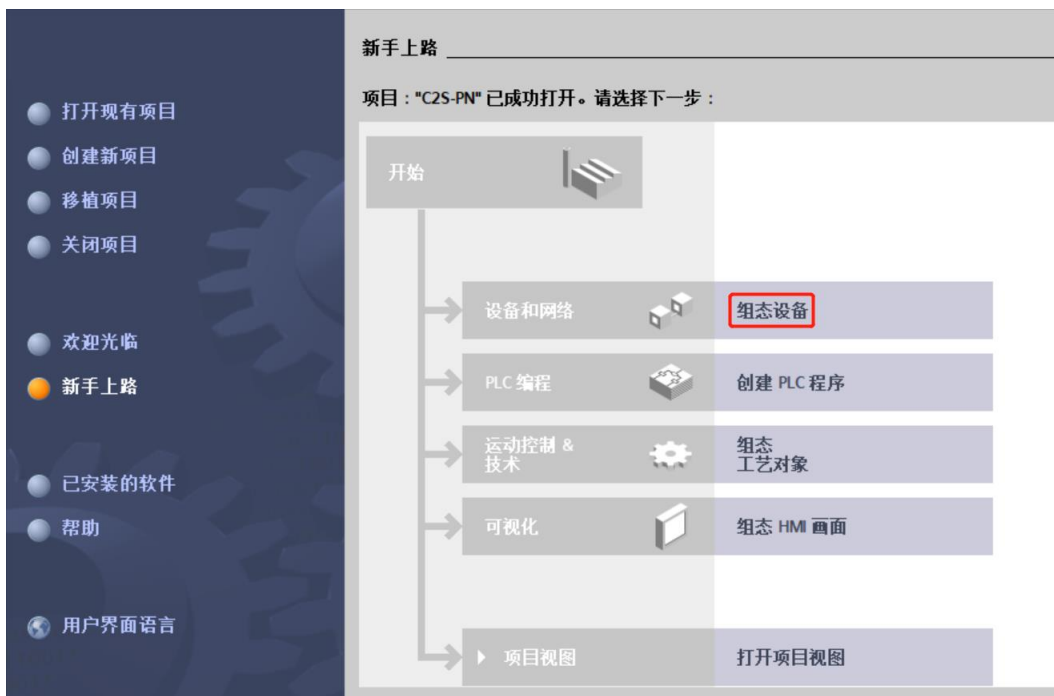 打开现有项目
创建新项目
移植项目
关闭项目
欢迎光临
新手上路
已安装的软件
帮助
用户界面语言
新手上路
项目："C2S-PN" 已成功打开。请选择下一步：
开始
设备和网络
组态设备
PLC 编程
创建 PLC 程序
运动控制 &
技术
组态
工艺对象
可视化
组态 HMI 画面
项目视图
打开项目视图